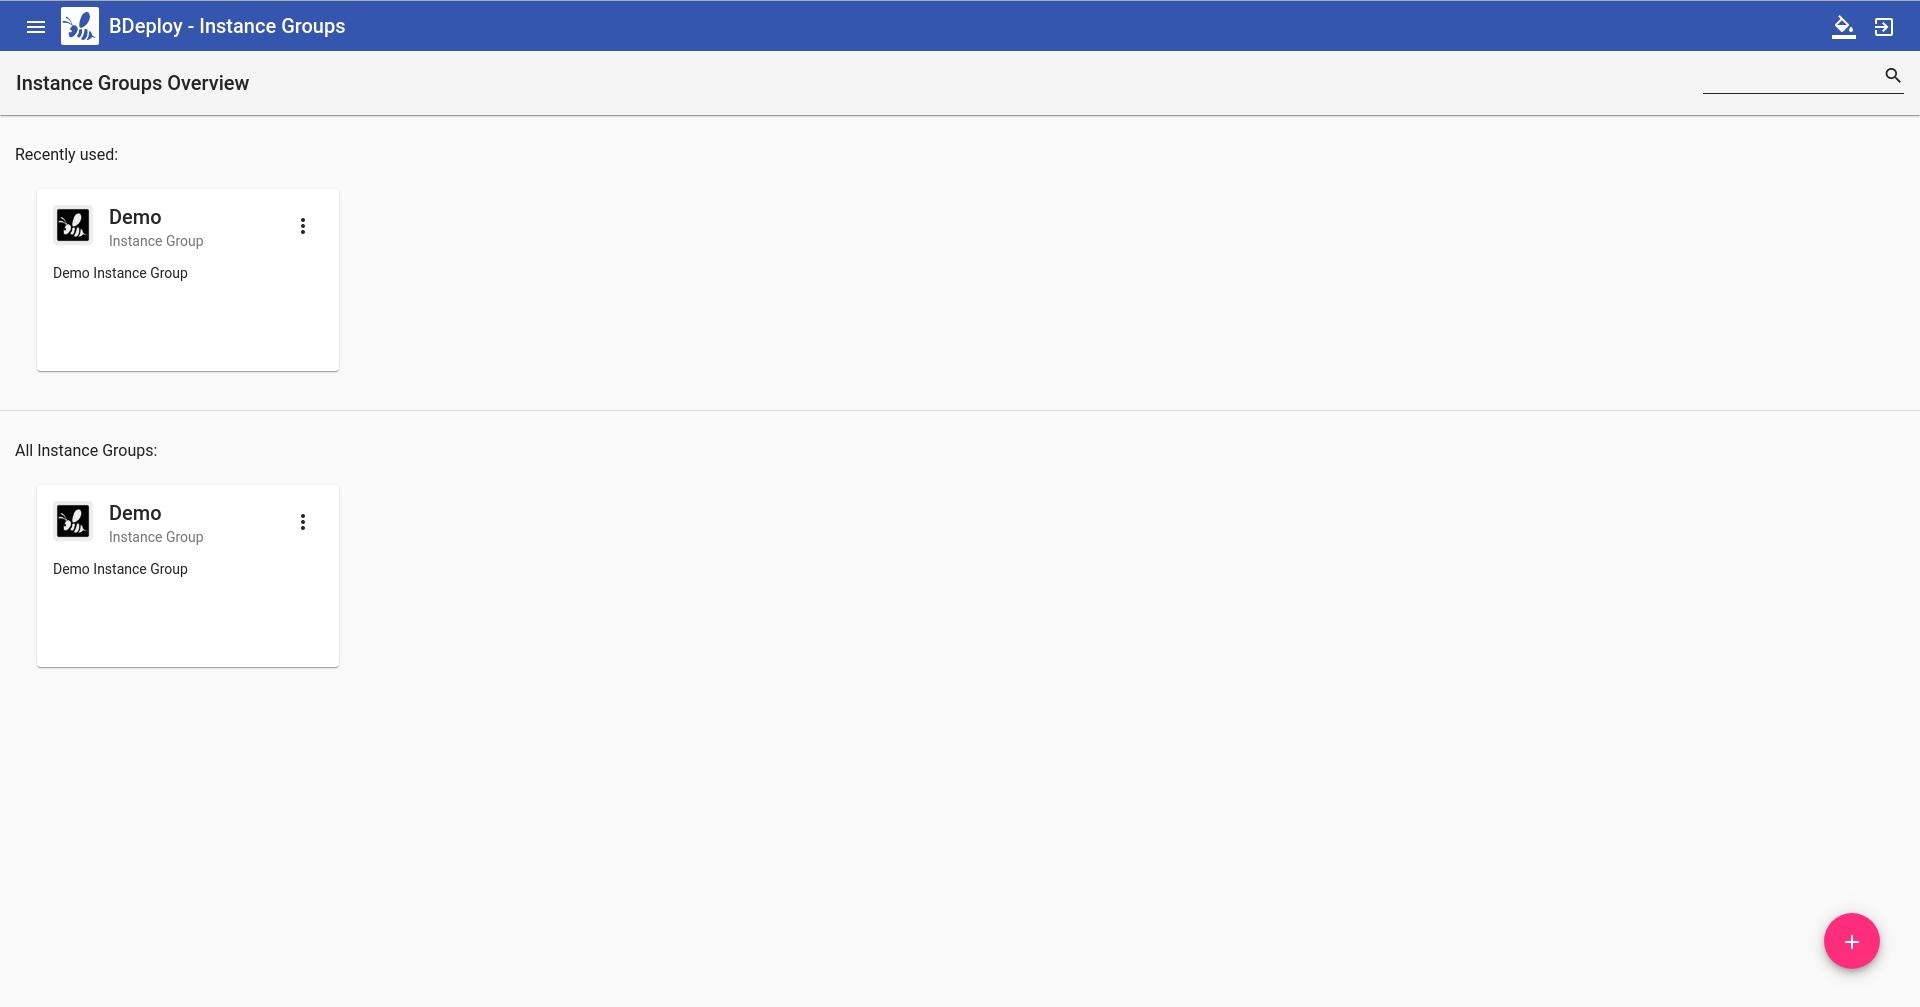 BDeploy - Instance Groups
Instance Groups Overview
Recently used:
Demo
Instance Group
Demo Instance Group
All Instance Groups:
Demo
Instance Group
Demo Instance Group